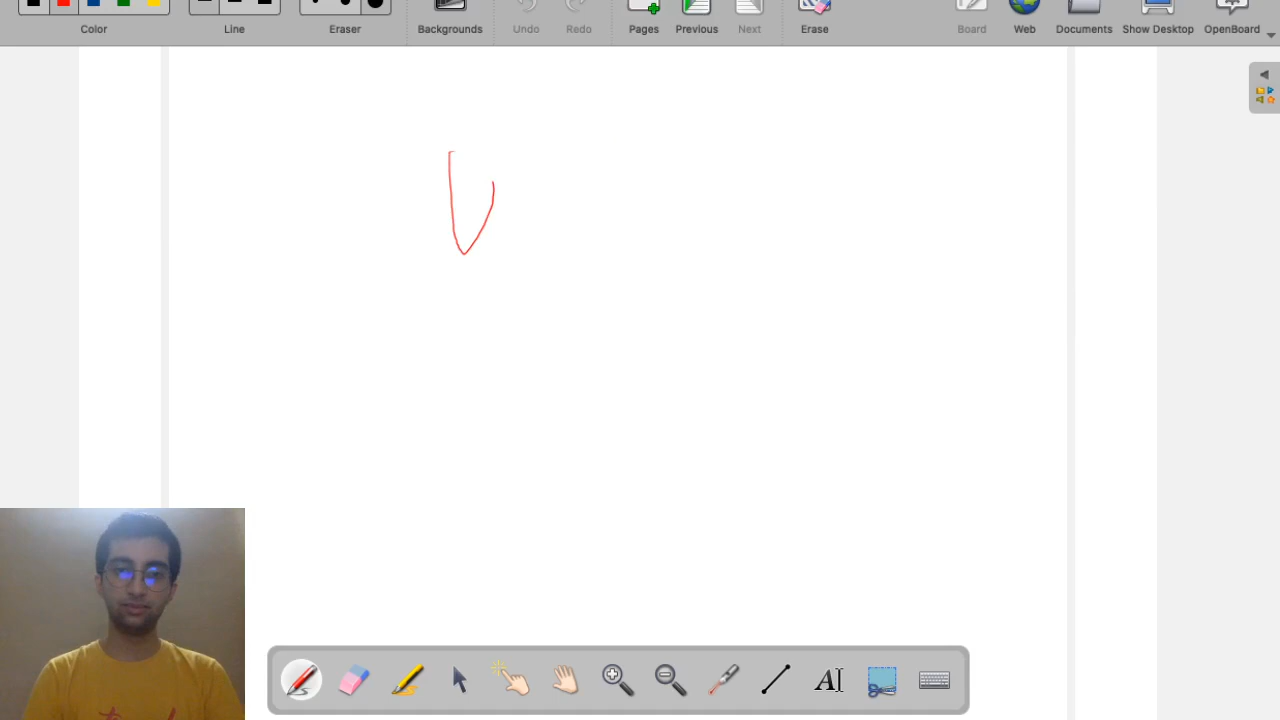 Color
Line
Eraser
Backgrounds
Undo
Redo
Pages
Previous
Next
Erase
Board
Web
Documents
Show Desktop
OpenBoard